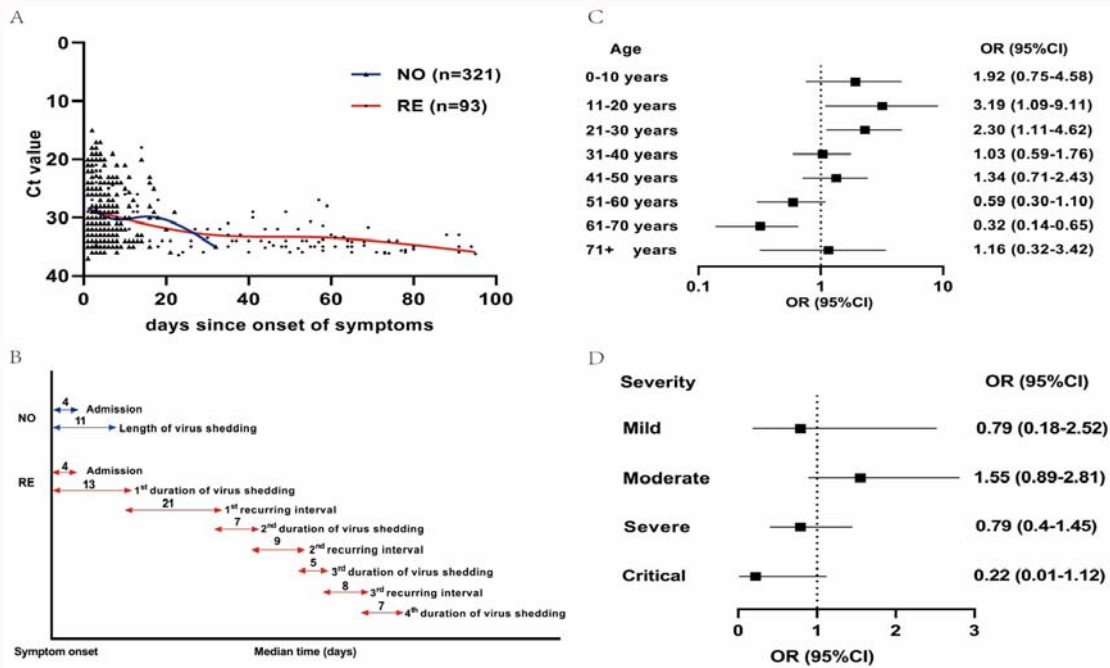 A
0
10
20
30
40
Ct value
NO (n=321)
RE (n=93)
0 20 40 60 80 100
days since onset of symptoms
B
NO
4
Admission
11
Length of virus shedding
RE
4
Admission
13
1st duration of virus shedding
21
1st recurring interval
7
2nd duration of virus shedding
9
2nd recurring interval
5
3rd duration of virus shedding
8
3rd recurring interval
7
4th duration of virus shedding
Symptom onset Median time (days)
C
Age OR (95%CI)
0-10 years 1.92 (0.75-4.58)
11-20 years 3.19 (1.09-9.11)
21-30 years 2.30 (1.11-4.62)
31-40 years 1.03 (0.59-1.76)
41-50 years 1.34 (0.71-2.43)
51-60 years 0.59 (0.30-1.10)
61-70 years 0.32 (0.14-0.65)
71+ years 1.16 (0.32-3.42)
0.1 1 10
OR (95%CI)
D
Severity OR (95%CI)
Mild 0.79 (0.18-2.52)
Moderate 1.55 (0.89-2.81)
Severe 0.79 (0.4-1.45)
Critical 0.22 (0.01-1.12)
0 1 2 3
OR (95%CI)